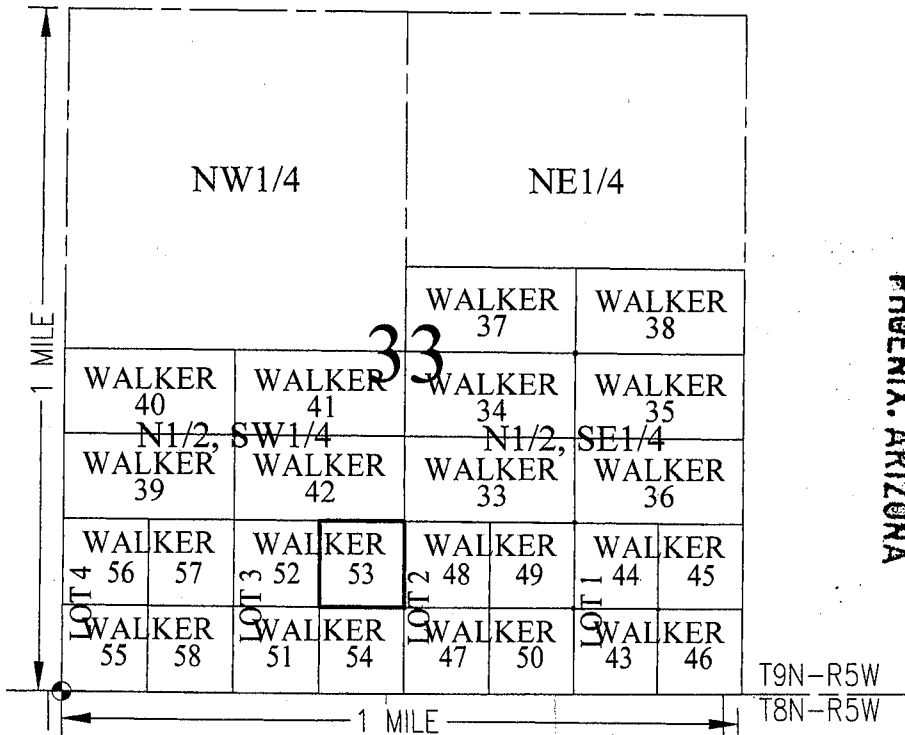 NW1/4 NE1/4
1 MILE
PHOENIX, ARIZONA
33
WALKER WALKER
37 38
WALKER WALKER WALKER WALKER
40 41 34 35
N1/2, SW1/4 N1/2, SE1/4
WALKER WALKER WALKER WALKER
39 42 33 36
WALKER WALKER WALKER WALKER
56 57 52 53 48 49 44 45
LOT 4 LOT 3 LOT 2 LOT 1
WALKER WALKER WALKER WALKER
55 58 51 54 47 50 43 46
T9N-R5W
T8N-R5W
1 MILE